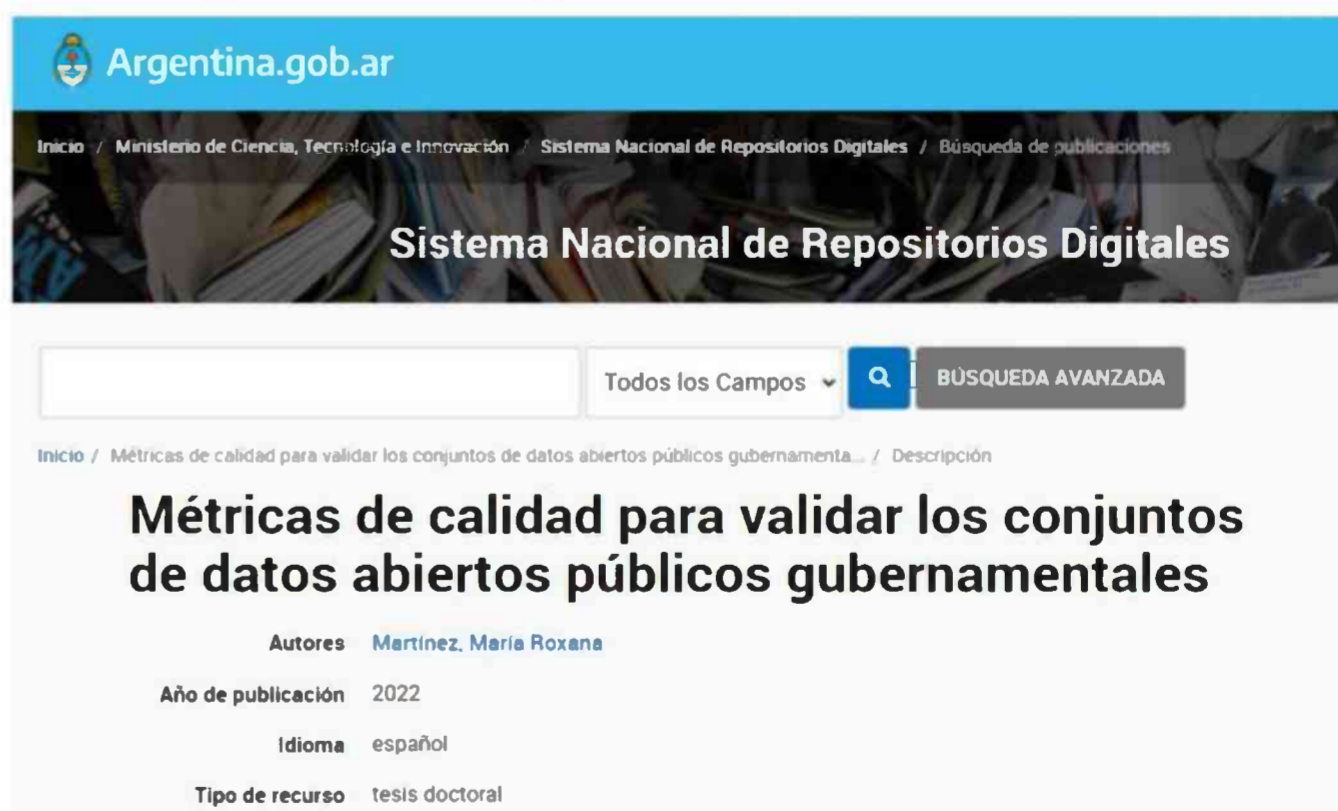 Argentina.gob.ar
Inicio / Ministerio de Ciencia, Tecnología e Innovación / Sistema Nacional de Repositorios Digitales / Búsqueda de publicaciones
Sistema Nacional de Repositorios Digitales
Todos los Campos
BÚSQUEDA AVANZADA
Inicio / Métricas de calidad para validar los conjuntos de datos abiertos públicos gubernamenta... / Descripción
Métricas de calidad para validar los conjuntos
de datos abiertos públicos gubernamentales
Autores Martínez, María Roxana
Año de publicación 2022
Idioma español
Tipo de recurso tesis doctoral